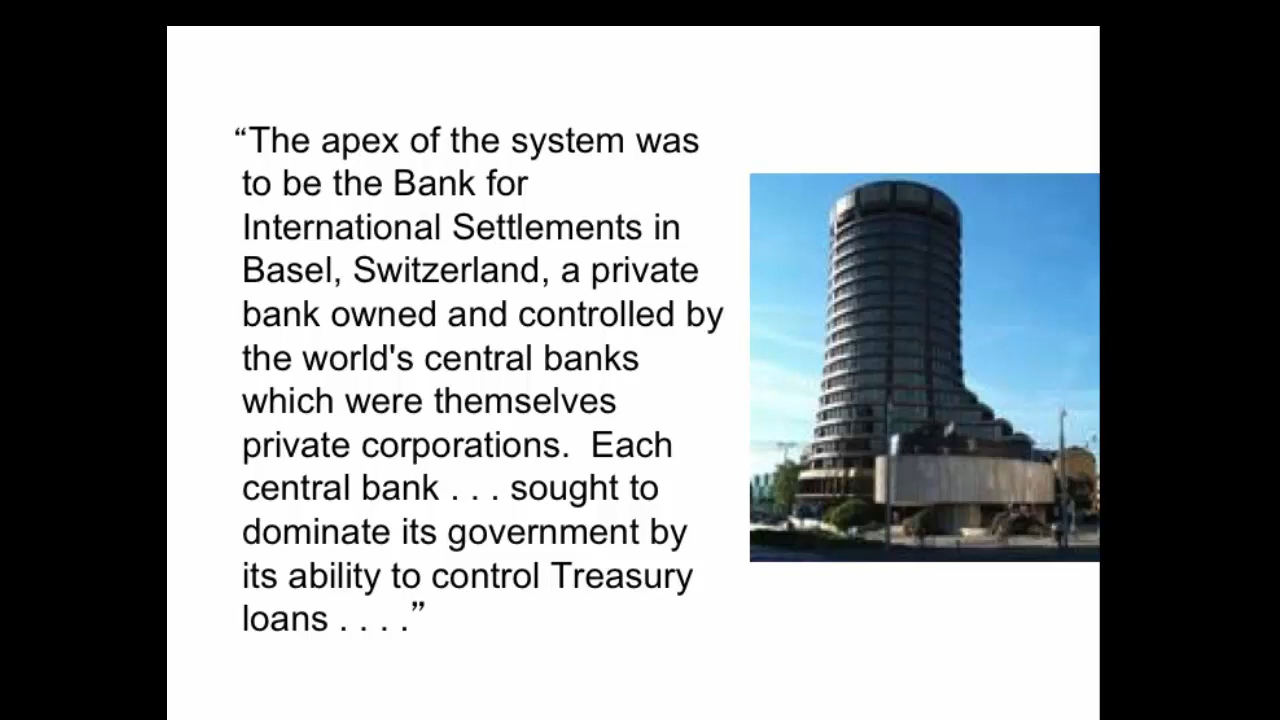 “The apex of the system was
to be the Bank for
International Settlements in
Basel, Switzerland, a private
bank owned and controlled by
the world's central banks
which were themselves
private corporations.  Each
central bank . . . sought to
dominate its government by
its ability to control Treasury
loans . . . .”